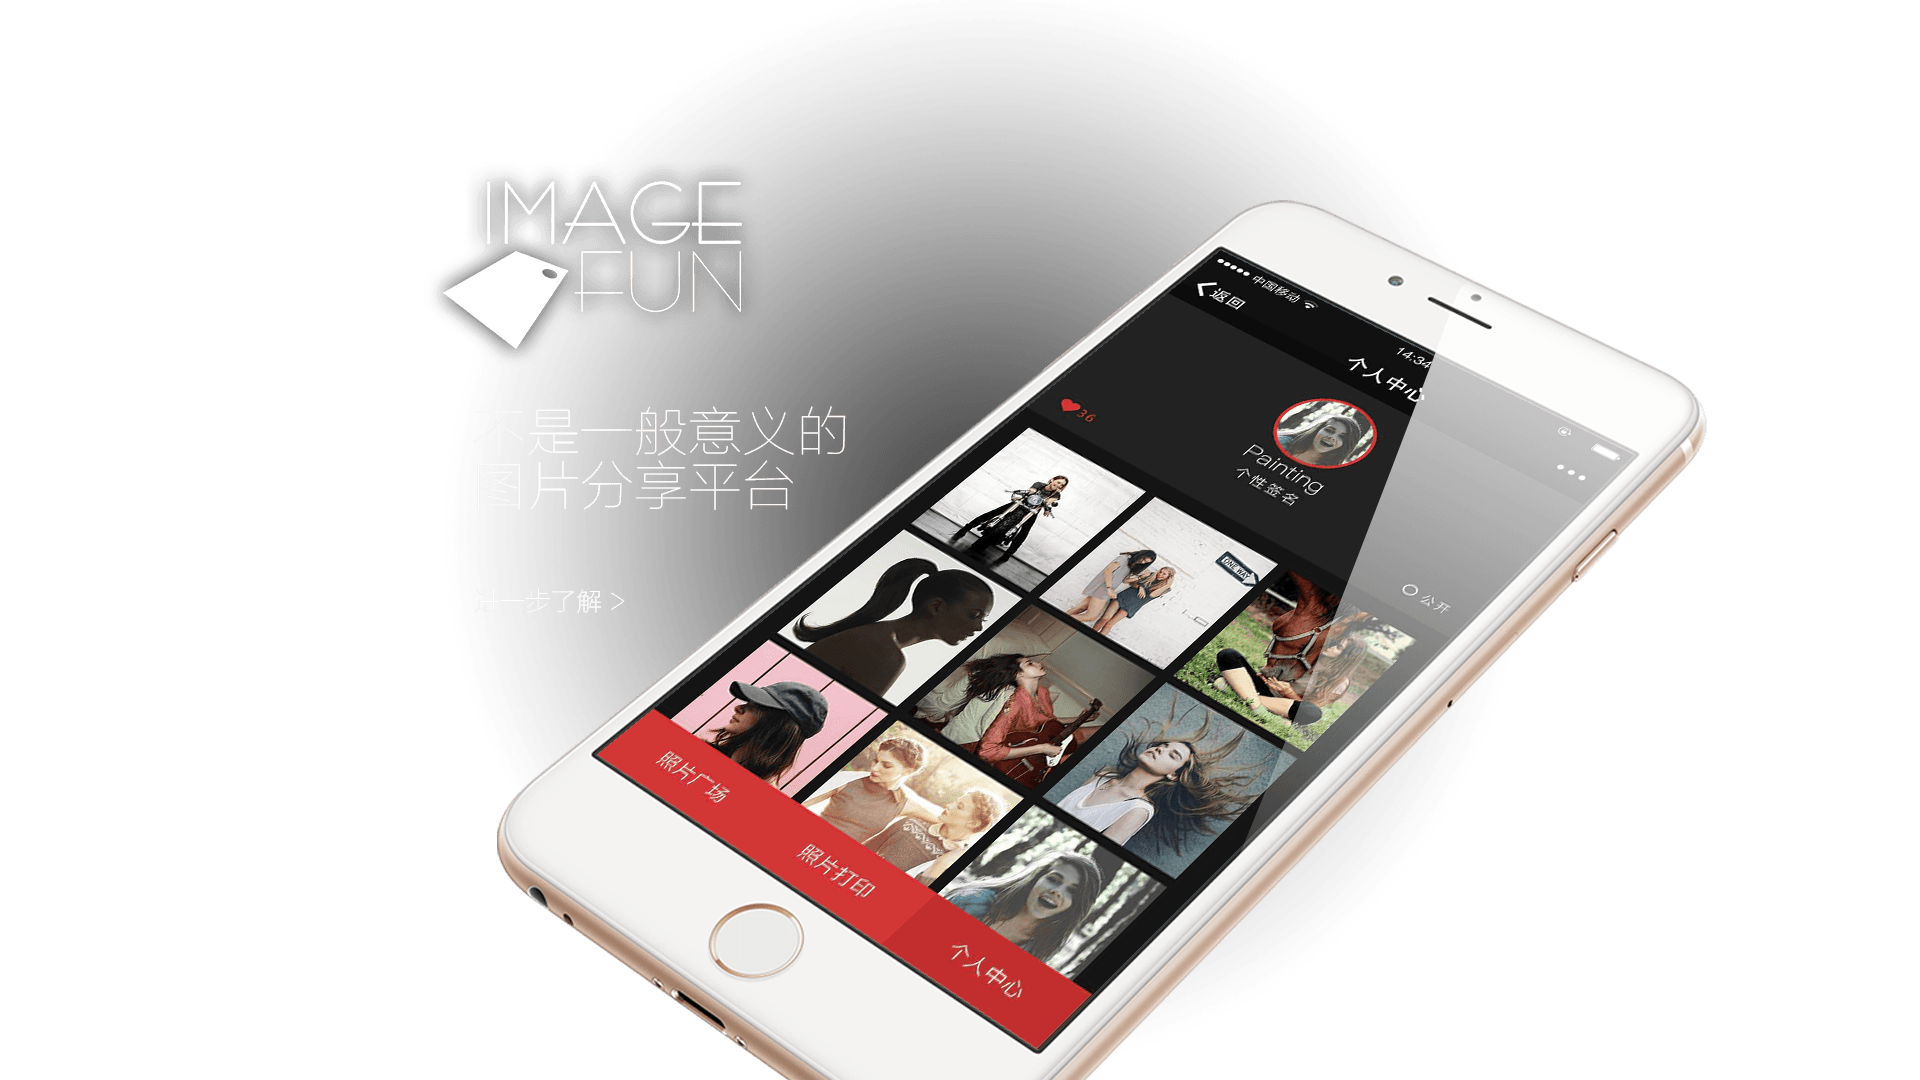 IMAGE
FUN
不是一般意义的
图片分享平台
进一步了解 >
中国移动
14:34
返回
个人中心
36
Painting
个性签名
公开
ONE WAY
照片广场
照片打印
个人中心